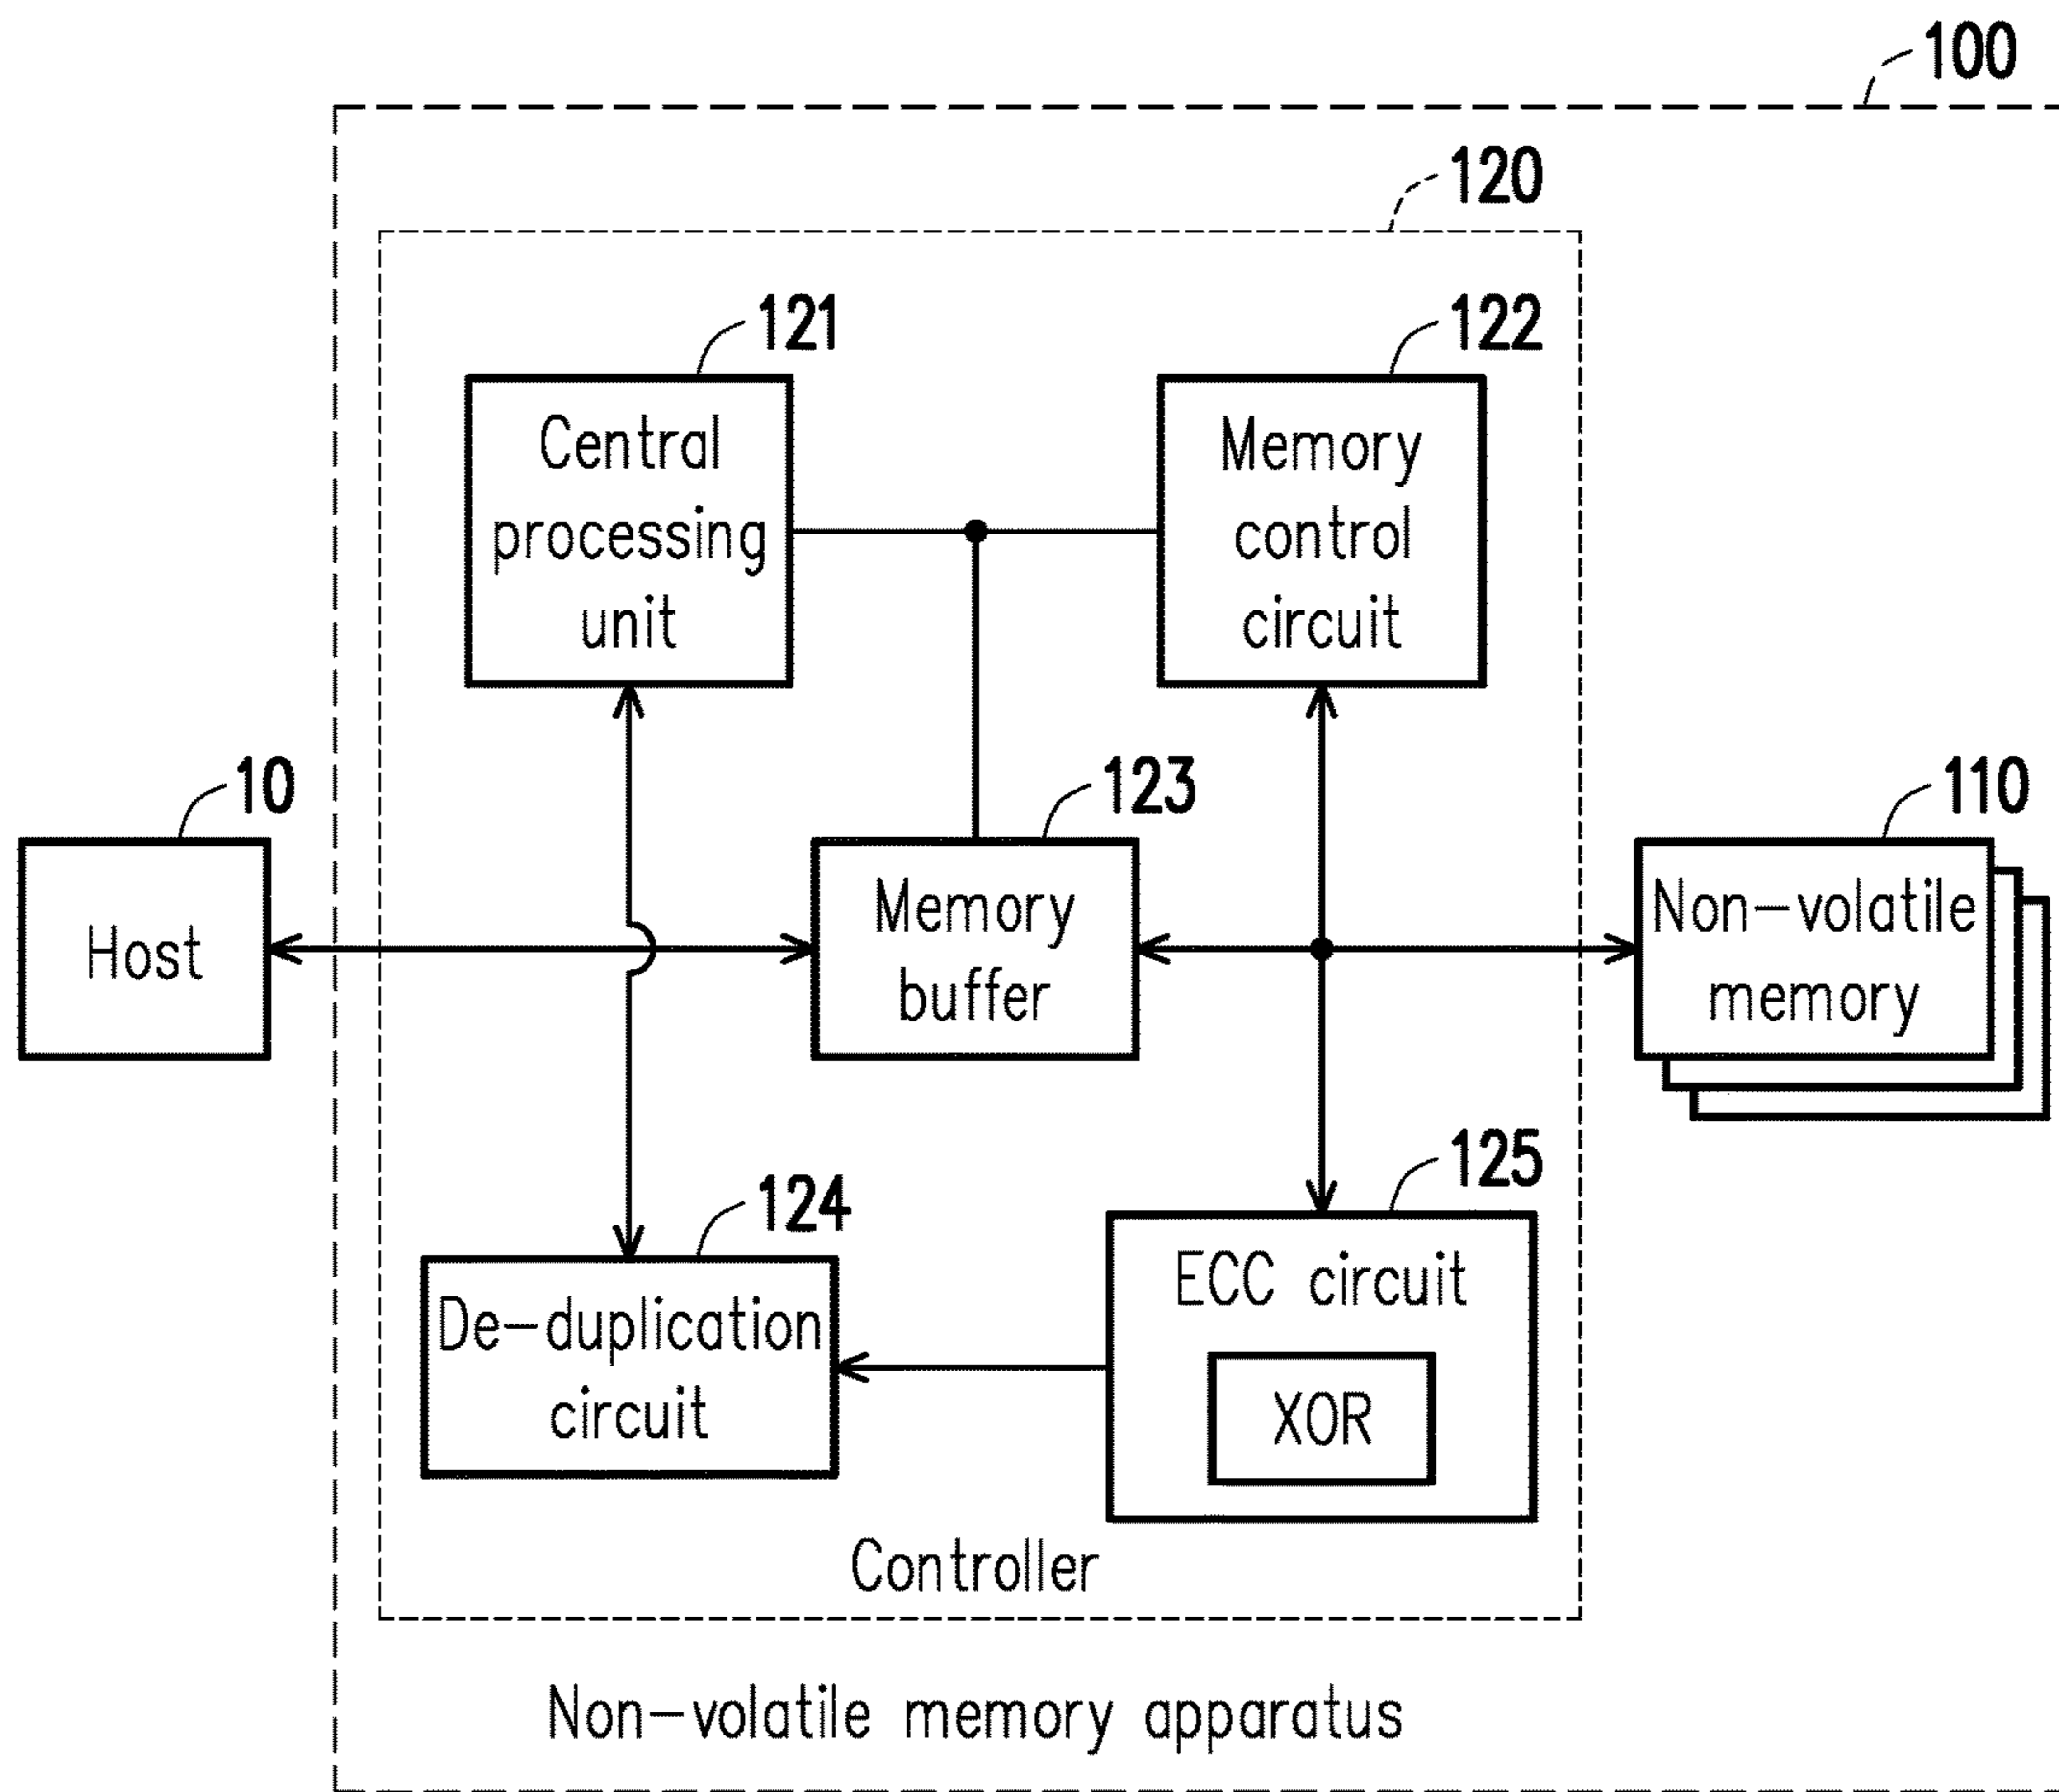 100
120
121
122
Central
processing
unit
Memory
control
circuit
10
123
110
Host
Memory
buffer
Non-volatile
memory
124
125
De-duplication
circuit
ECC circuit
XOR
Controller
Non-volatile memory apparatus